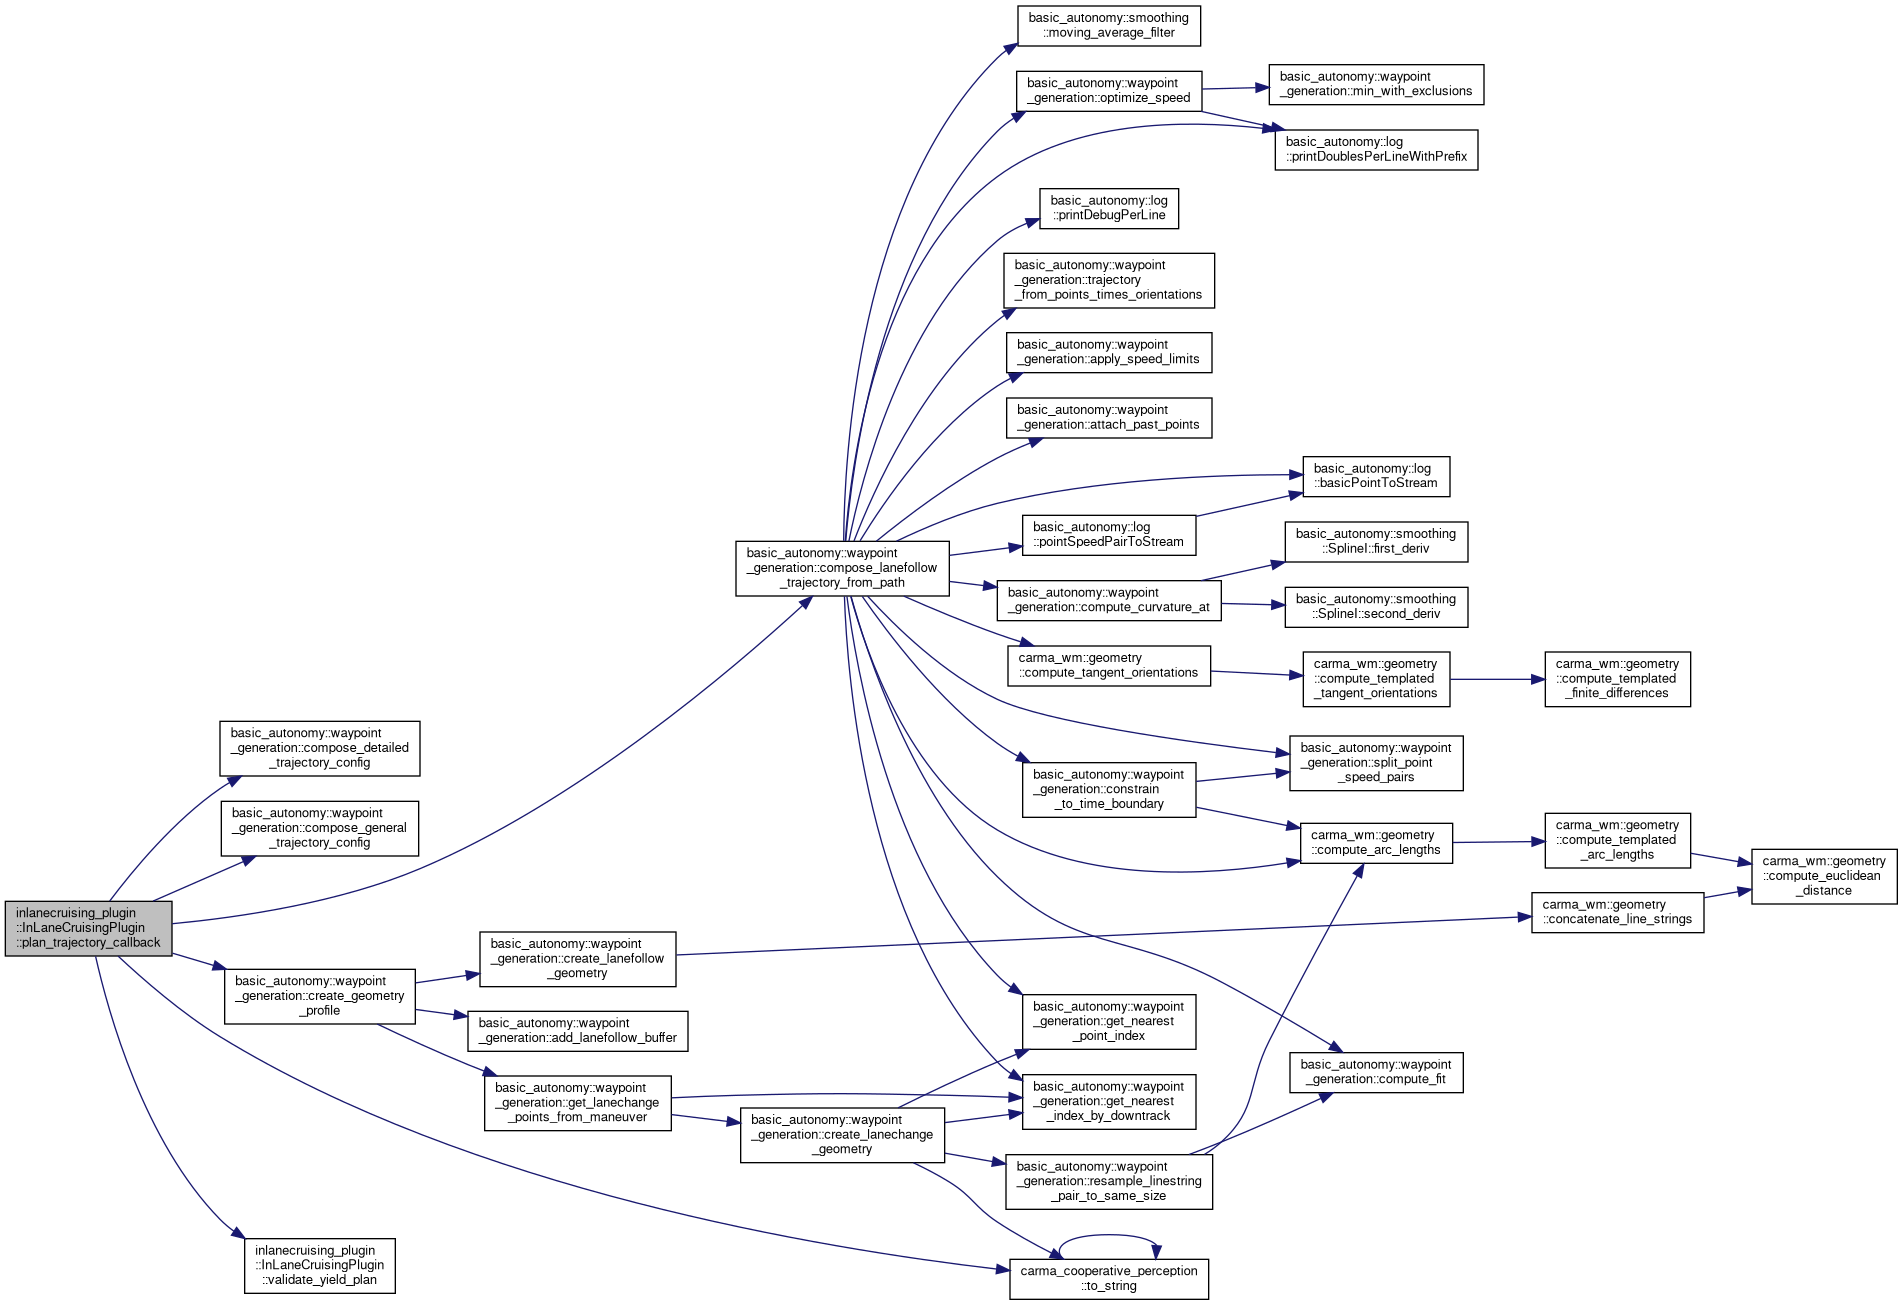 basic_autonomy::smoothing
::moving_average_filter
basic_autonomy::waypoint
_generation::optimize_speed
basic_autonomy::waypoint
_generation::min_with_exclusions
basic_autonomy::log
::printDoublesPerLineWithPrefix
basic_autonomy::log
::printDebugPerLine
basic_autonomy::waypoint
_generation::trajectory
_from_points_times_orientations
basic_autonomy::waypoint
_generation::apply_speed_limits
basic_autonomy::waypoint
_generation::attach_past_points
basic_autonomy::log
::basicPointToStream
basic_autonomy::log
::pointSpeedPairToStream
basic_autonomy::smoothing
::SplineI::first_deriv
basic_autonomy::waypoint
_generation::compose_lanefollow
_trajectory_from_path
basic_autonomy::waypoint
_generation::compute_curvature_at
basic_autonomy::smoothing
::SplineI::second_deriv
carma_wm::geometry
::compute_tangent_orientations
carma_wm::geometry
::compute_templated
_tangent_orientations
carma_wm::geometry
::compute_templated
_finite_differences
basic_autonomy::waypoint
_generation::compose_detailed
_trajectory_config
basic_autonomy::waypoint
_generation::split_point
_speed_pairs
basic_autonomy::waypoint
_generation::constrain
_to_time_boundary
basic_autonomy::waypoint
_generation::compose_general
_trajectory_config
carma_wm::geometry
::compute_arc_lengths
carma_wm::geometry
::compute_templated
_arc_lengths
carma_wm::geometry
::compute_euclidean
_distance
inlanecruising_plugin
::InLaneCruisingPlugin
::plan_trajectory_callback
carma_wm::geometry
::concatenate_line_strings
basic_autonomy::waypoint
_generation::create_lanefollow
_geometry
basic_autonomy::waypoint
_generation::create_geometry
_profile
basic_autonomy::waypoint
_generation::add_lanefollow_buffer
basic_autonomy::waypoint
_generation::get_nearest
_point_index
basic_autonomy::waypoint
_generation::compute_fit
basic_autonomy::waypoint
_generation::get_lanechange
_points_from_maneuver
basic_autonomy::waypoint
_generation::get_nearest
_index_by_downtrack
basic_autonomy::waypoint
_generation::create_lanechange
_geometry
basic_autonomy::waypoint
_generation::resample_linestring
_pair_to_same_size
inlanecruising_plugin
::InLaneCruisingPlugin
::validate_yield_plan
carma_cooperative_perception
::to_string